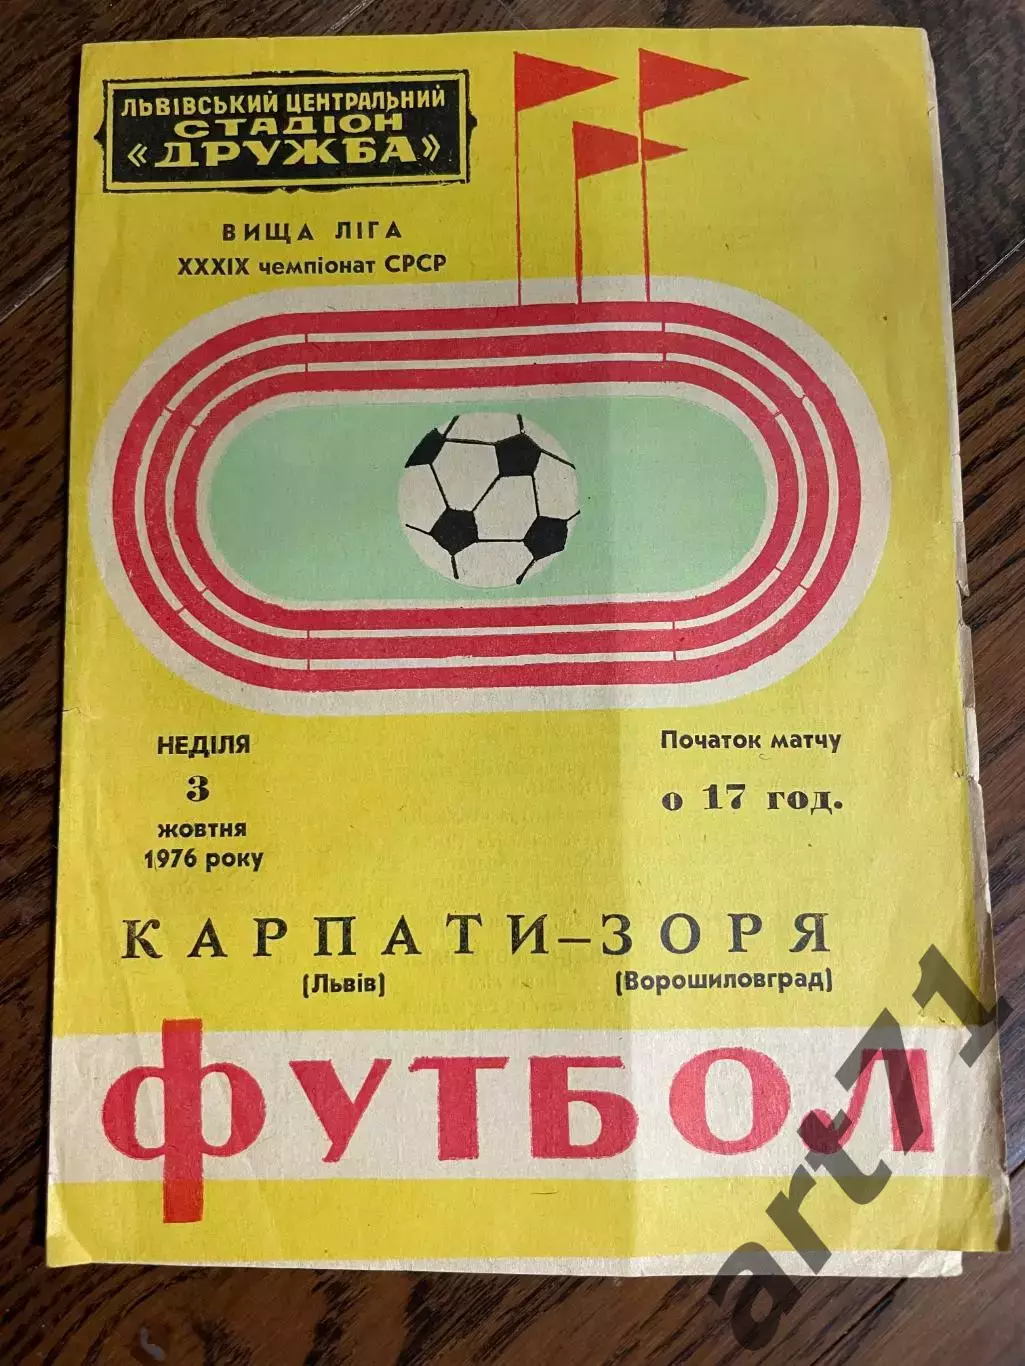 ЛЬВІВСЬКИЙ ЦЕНТРАЛЬНИЙ
СТАДІОН
«ДРУЖБА»
ВИЩА ЛІГА
XXXIX чемпіонат СРСР
НЕДІЛЯ
3
жовтня
1976 року
Початок матчу
о 17 год.
КАРПАТИ–ЗОРЯ
(Львів) (Ворошиловград)
ФУТБОЛ
art71